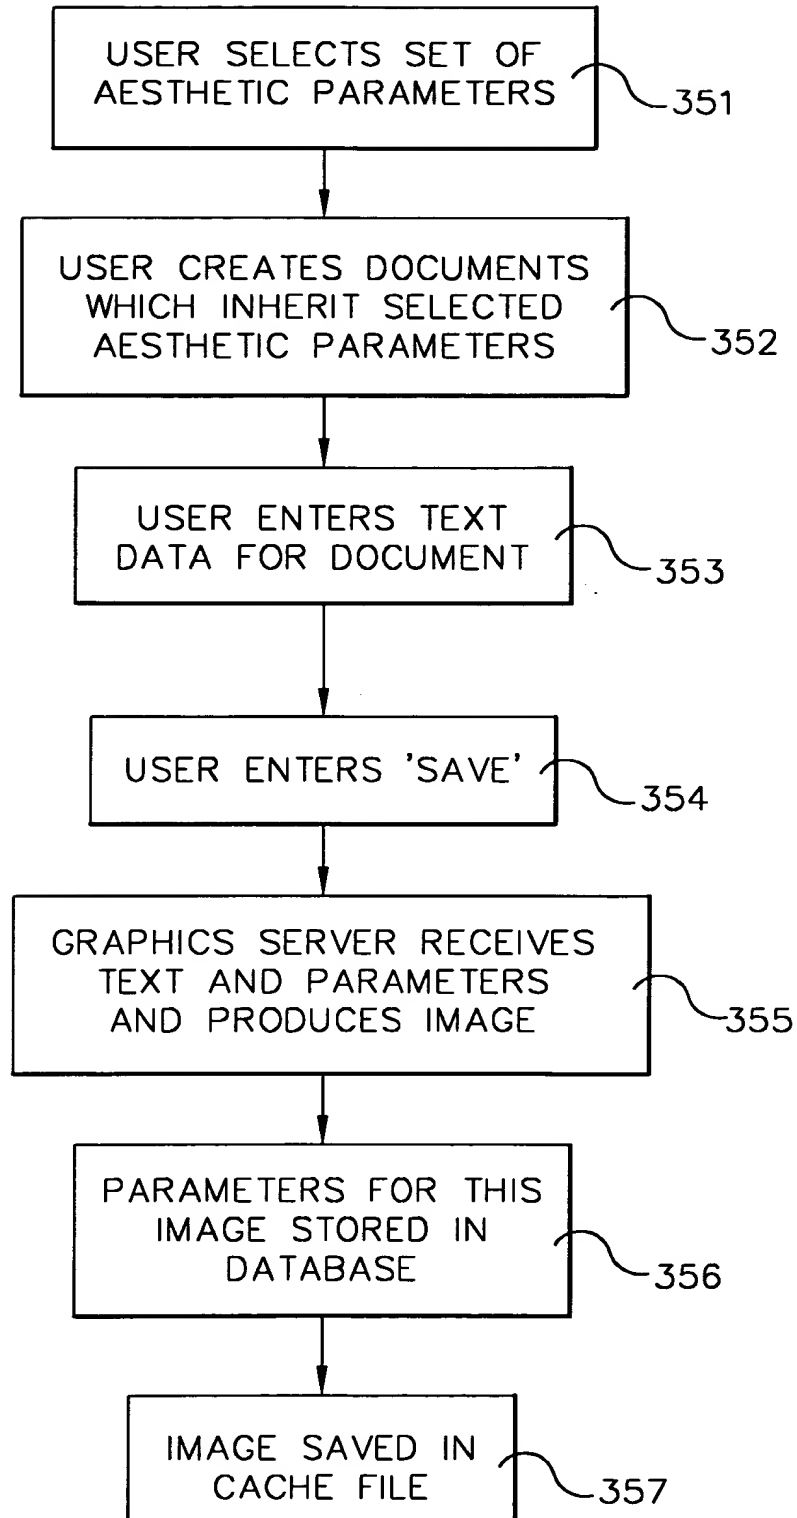 USER SELECTS SET OF
AESTHETIC PARAMETERS
351
USER CREATES DOCUMENTS
WHICH INHERIT SELECTED
AESTHETIC PARAMETERS
352
USER ENTERS TEXT
DATA FOR DOCUMENT
353
USER ENTERS 'SAVE'
354
GRAPHICS SERVER RECEIVES
TEXT AND PARAMETERS
AND PRODUCES IMAGE
355
PARAMETERS FOR THIS
IMAGE STORED IN
DATABASE
356
IMAGE SAVED IN
CACHE FILE
357